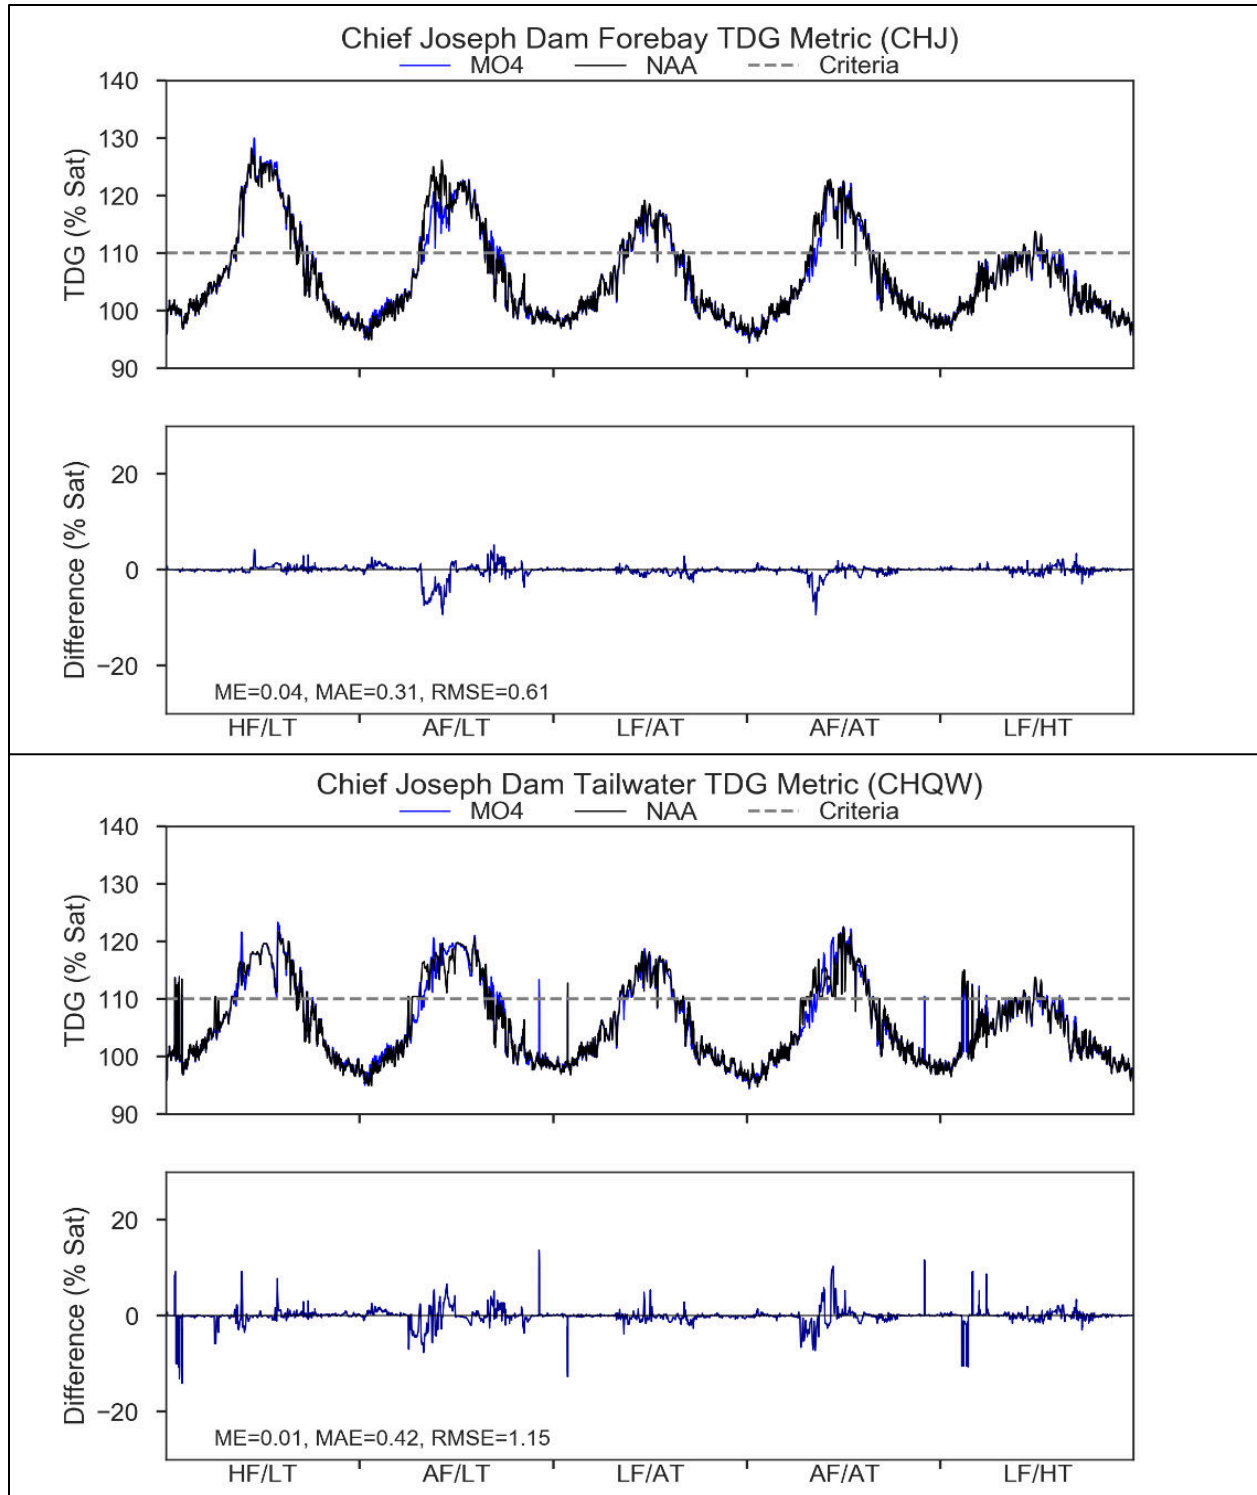 Chief Joseph Dam Forebay TDG Metric (CHJ)
MO4 NAA Criteria
140
130
120
110
100
90
TDG (% Sat)
20
0
−20
Difference (% Sat)
ME=0.04, MAE=0.31, RMSE=0.61
HF/LT AF/LT LF/AT AF/AT LF/HT
Chief Joseph Dam Tailwater TDG Metric (CHQW)
MO4 NAA Criteria
140
130
120
110
100
90
TDG (% Sat)
20
0
−20
Difference (% Sat)
ME=0.01, MAE=0.42, RMSE=1.15
HF/LT AF/LT LF/AT AF/AT LF/HT